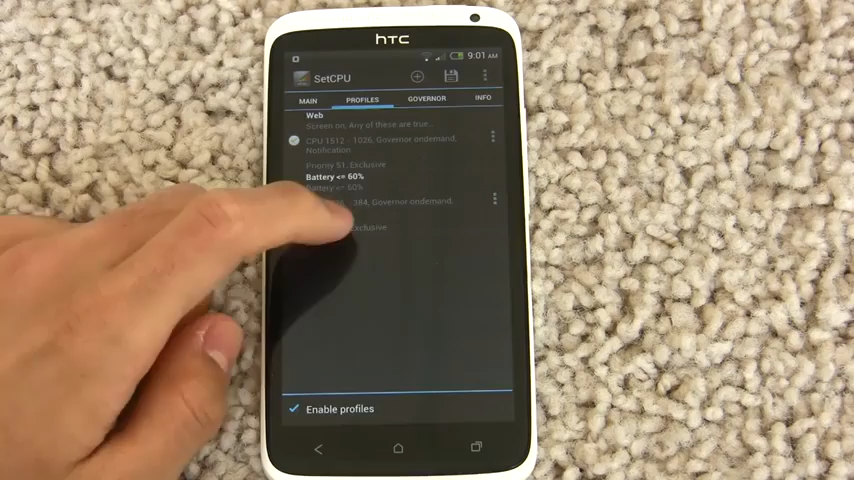 hTC
9:01 AM
SetCPU
MAIN PROFILES GOVERNOR INFO
Web
Screen on, Any of these are true...
CPU 1512 - 1026, Governor ondemand,
Notification
Priority 51, Exclusive
Battery <= 60%
Battery <= 60%
384, Governor ondemand,
Exclusive
Enable profiles